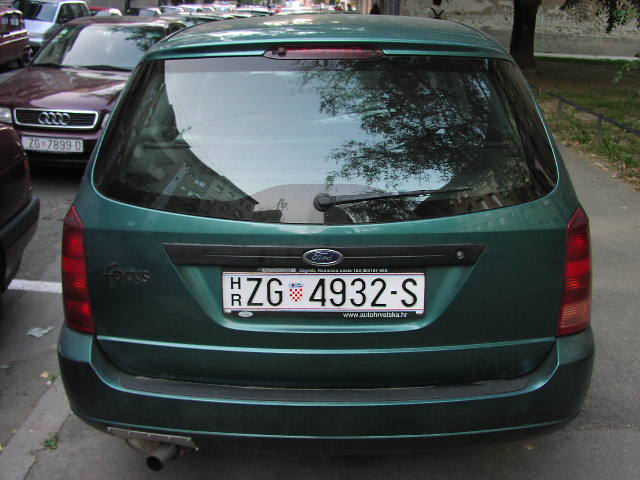 ZG 7899-O
Ford
focus
HR ZG 4932-S
www.autohrvatska.hr